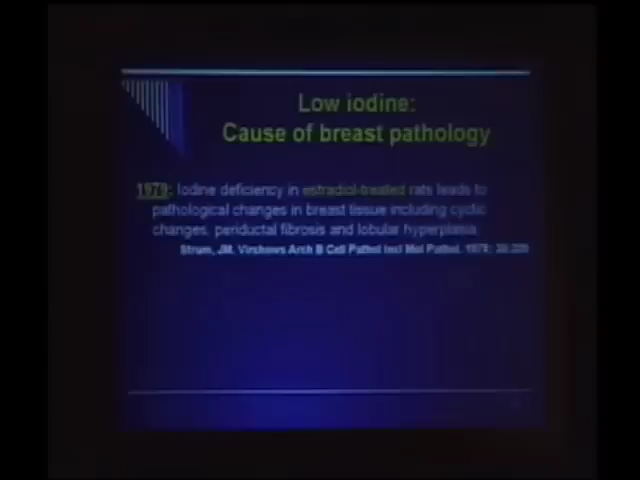 Low iodine:
Cause of breast pathology
1979: Iodine deficiency in estradiol-treated rats leads to
pathological changes in breast tissue including cystic
changes, periductal fibrosis and lobular hyperplasia
Strum, JM. Virchows Arch B Cell Pathol Incl Mol Pathol. 1979;